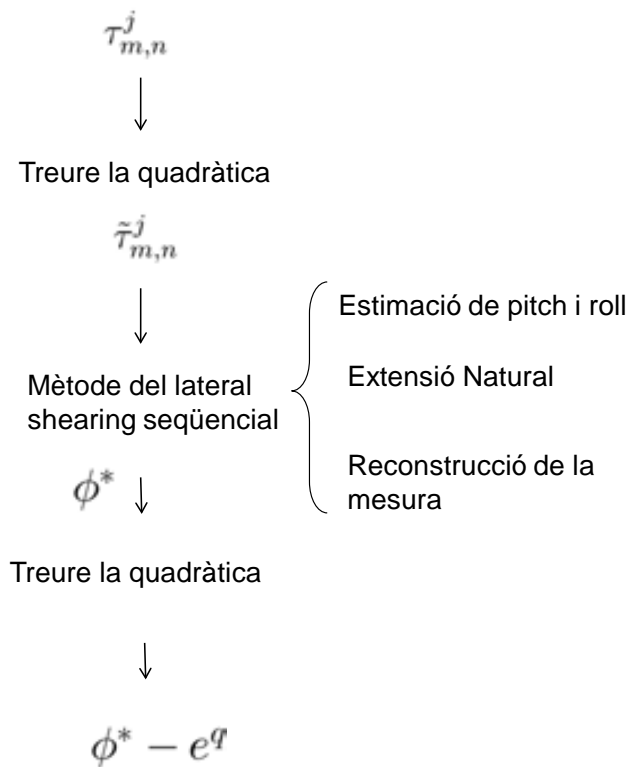 τ^j_{m,n}
Treure la quadràtica
τ̃^j_{m,n}
Mètode del lateral
shearing seqüencial
Estimació de pitch i roll
Extensió Natural
Reconstrucció de la
mesura
ϕ*
Treure la quadràtica
ϕ* − e^q